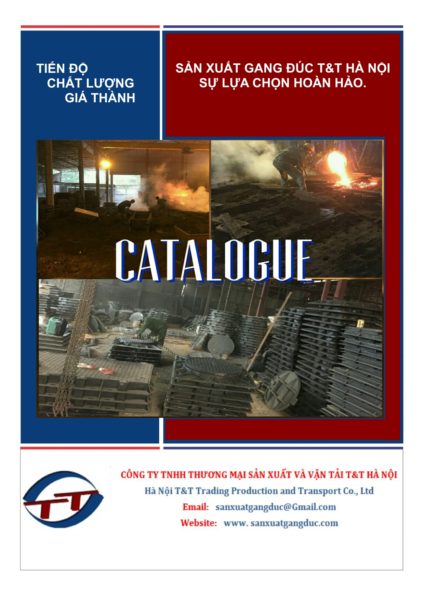 TIẾN ĐỘ
CHẤT LƯỢNG
GIÁ THÀNH
SẢN XUẤT GANG ĐÚC T&T HÀ NỘI
SỰ LỰA CHỌN HOÀN HẢO.
CATALOGUE
TT
CÔNG TY TNHH THƯƠNG MẠI SẢN XUẤT VÀ VẬN TẢI T&T HÀ NỘI
Hà Nội T&T Trading Production and Transport Co., Ltd
Email: sanxuatgangduc@Gmail.com
Website: www. sanxuatgangduc.com